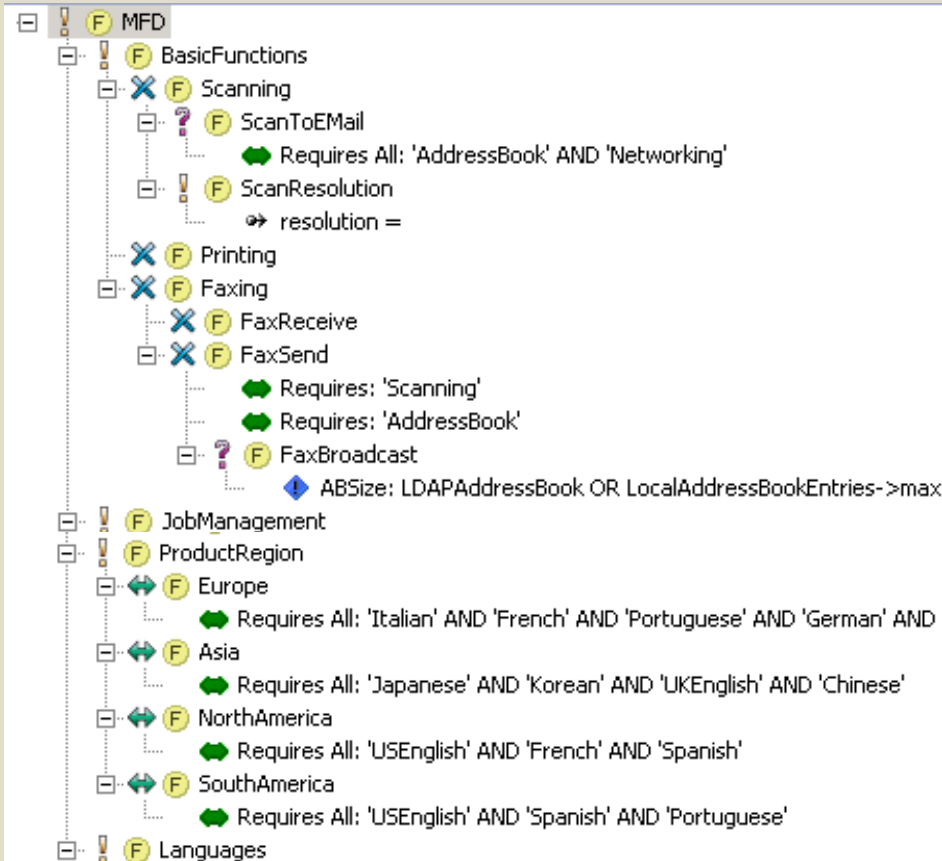 F MFD
F BasicFunctions
F Scanning
? F ScanToEMail
Requires All: 'AddressBook' AND 'Networking'
! F ScanResolution
resolution =
F Printing
F Faxing
F FaxReceive
F FaxSend
Requires: 'Scanning'
Requires: 'AddressBook'
? F FaxBroadcast
! ABSize: LDAPAddressBook OR LocalAddressBookEntries->max
! F JobManagement
! F ProductRegion
F Europe
Requires All: 'Italian' AND 'French' AND 'Portuguese' AND 'German' AND
F Asia
Requires All: 'Japanese' AND 'Korean' AND 'UKEnglish' AND 'Chinese'
F NorthAmerica
Requires All: 'USEnglish' AND 'French' AND 'Spanish'
F SouthAmerica
Requires All: 'USEnglish' AND 'Spanish' AND 'Portuguese'
! F Languages